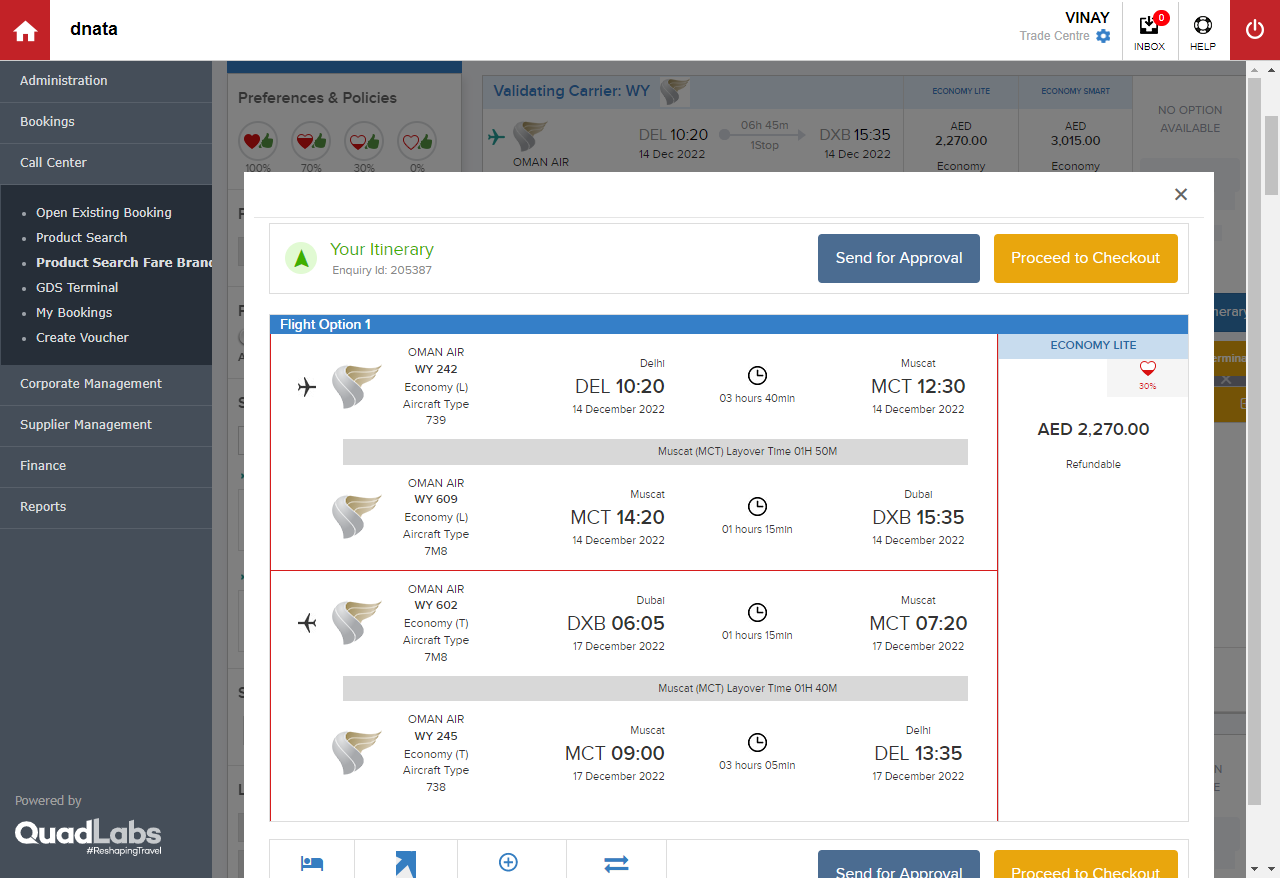 dnata
VINAY
Trade Centre
0
INBOX
HELP
Administration
Bookings
Call Center
Open Existing Booking
Product Search
Product Search Fare Brand
GDS Terminal
My Bookings
Create Voucher
Corporate Management
Supplier Management
Finance
Reports
Powered by
QuadLabs
#ReshapingTravel
Preferences & Policies
100% 70% 30% 0%
Validating Carrier: WY
ECONOMY LITE
ECONOMY SMART
NO OPTION
AVAILABLE
OMAN AIR
DEL 10:20
14 Dec 2022
06h 45m
1Stop
DXB 15:35
14 Dec 2022
AED
2,270.00
Economy
AED
3,015.00
Economy
×
Your Itinerary
Enquiry Id: 205387
Send for Approval
Proceed to Checkout
Flight Option 1
OMAN AIR
WY 242
Economy (L)
Aircraft Type
739
Delhi
DEL 10:20
14 December 2022
03 hours 40min
Muscat
MCT 12:30
14 December 2022
Muscat (MCT) Layover Time 01H 50M
OMAN AIR
WY 609
Economy (L)
Aircraft Type
7M8
Muscat
MCT 14:20
14 December 2022
01 hours 15min
Dubai
DXB 15:35
14 December 2022
OMAN AIR
WY 602
Economy (T)
Aircraft Type
7M8
Dubai
DXB 06:05
17 December 2022
01 hours 15min
Muscat
MCT 07:20
17 December 2022
Muscat (MCT) Layover Time 01H 40M
OMAN AIR
WY 245
Economy (T)
Aircraft Type
738
Muscat
MCT 09:00
17 December 2022
03 hours 05min
Delhi
DEL 13:35
17 December 2022
ECONOMY LITE
30%
AED 2,270.00
Refundable
Send for Approval
Proceed to Checkout